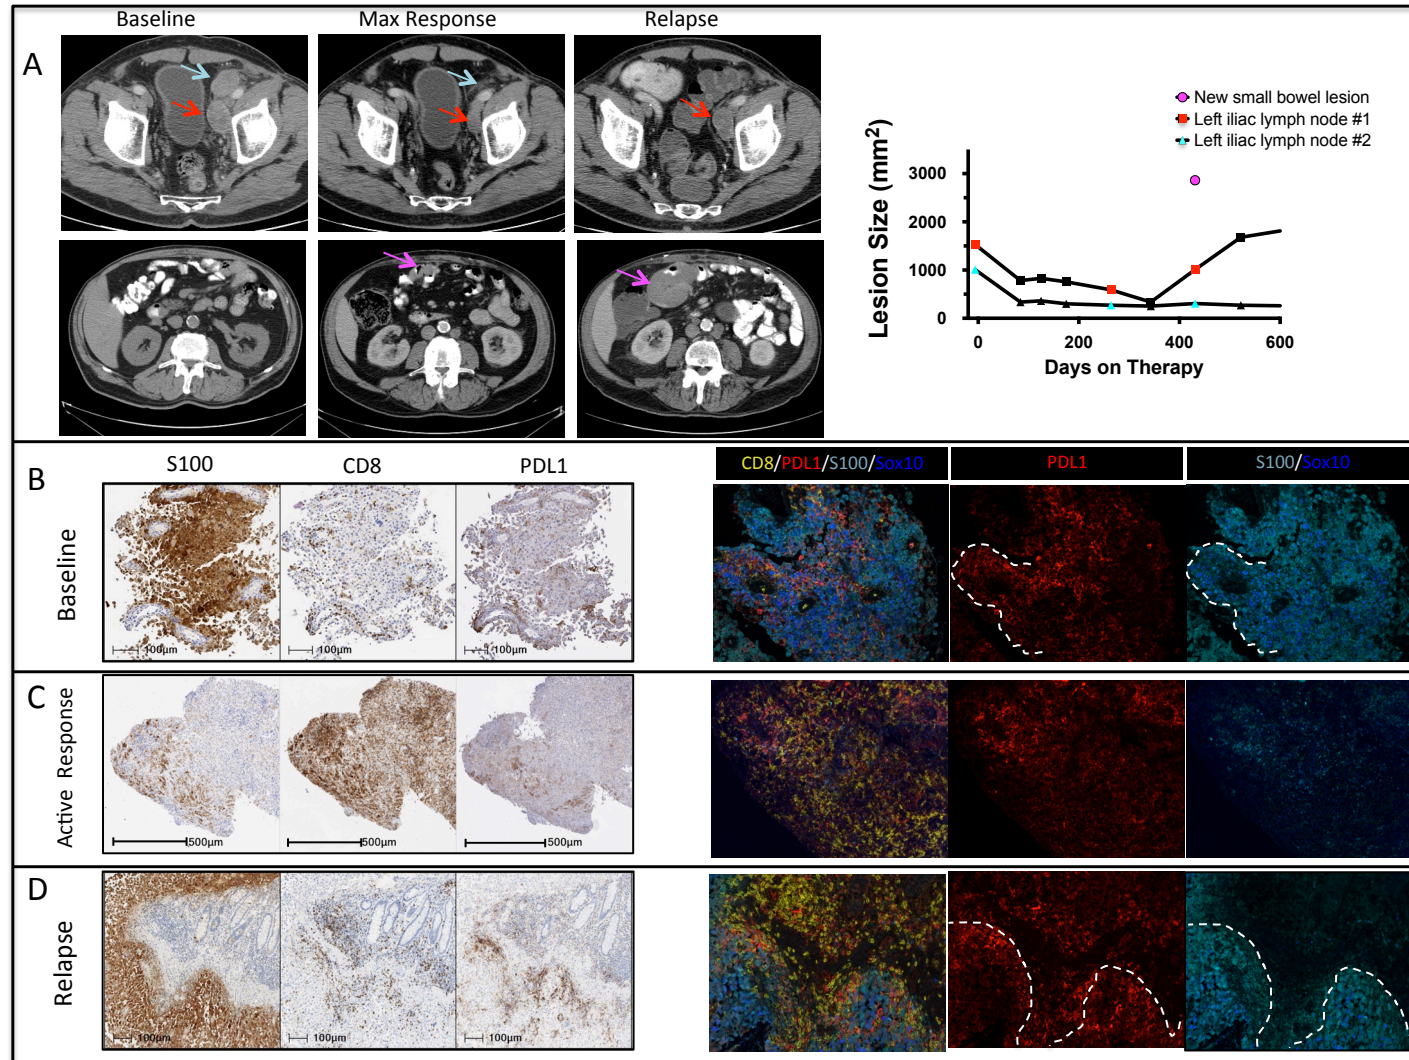 Baseline
Max Response
Relapse
A
New small bowel lesion
Left iliac lymph node #1
Left iliac lymph node #2
Lesion Size (mm²)
3000
2000
1000
0
0
200
400
600
Days on Therapy
B
S100
CD8
PDL1
CD8/PDL1/S100/Sox10
PDL1
S100/Sox10
Baseline
100µm
100µm
100µm
C
Active Response
500µm
500µm
500µm
D
Relapse
100µm
100µm
100µm